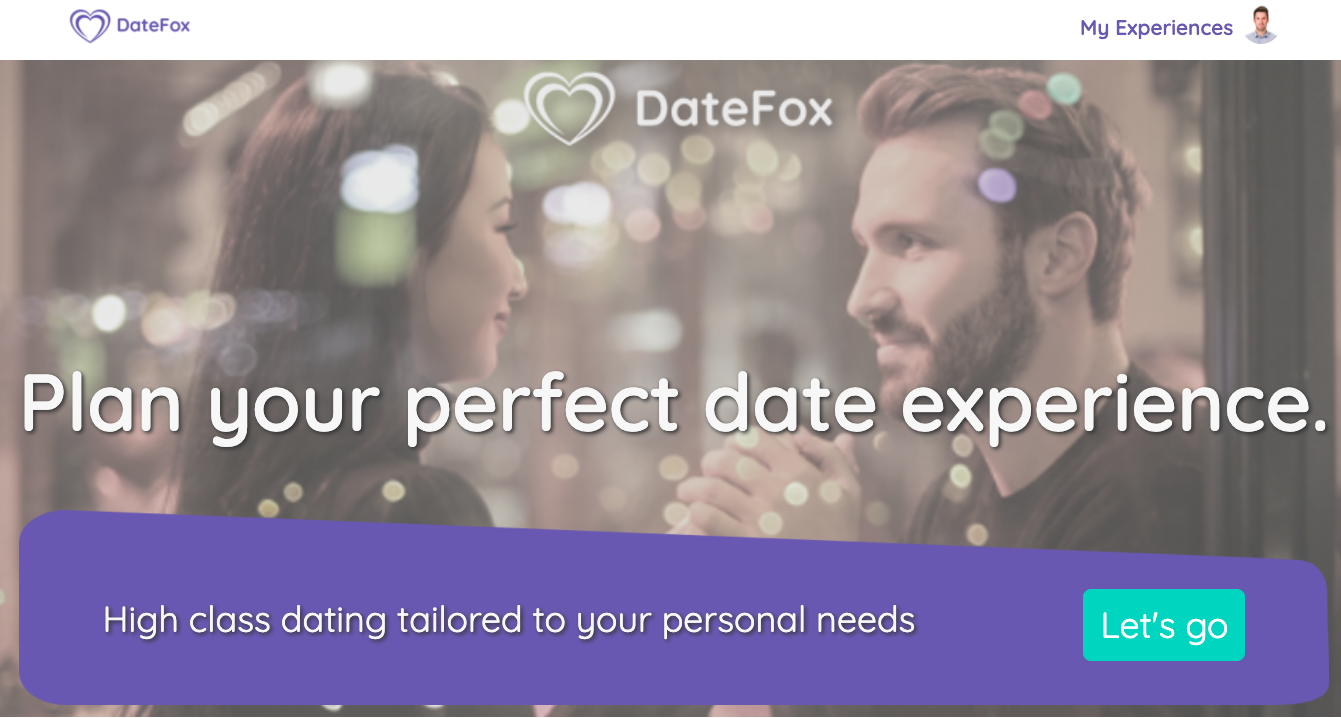 DateFox
My Experiences
DateFox
Plan your perfect date experience.
High class dating tailored to your personal needs
Let's go